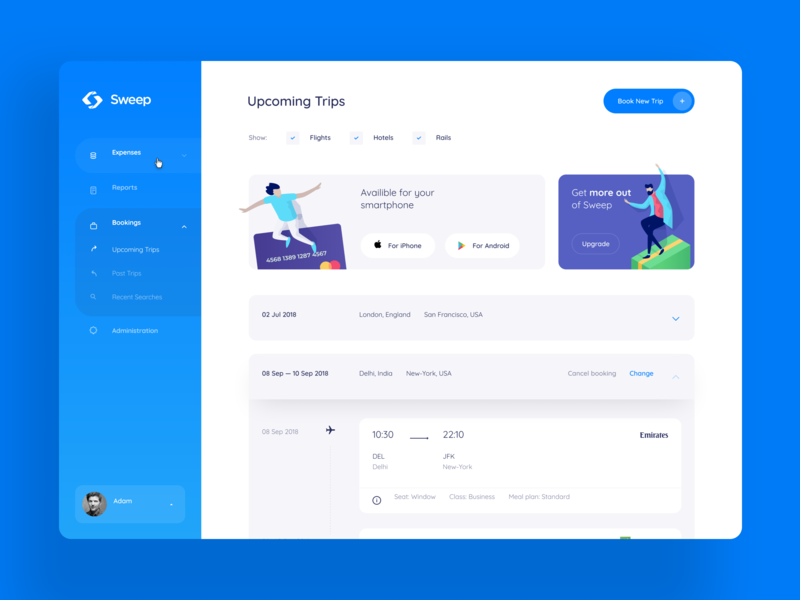 Sweep
Expenses
Reports
Bookings
Upcoming Trips
Past Trips
Recent Searches
Administration
Adam
Upcoming Trips
Book New Trip +
Show: Flights Hotels Rails
Availible for your
smartphone
For iPhone For Android
4568 1389 1287 4567
Get more out
of Sweep
Upgrade
02 Jul 2018 London, England San Francisco, USA
08 Sep — 10 Sep 2018 Delhi, India New-York, USA Cancel booking Change
08 Sep 2018
10:30 22:10 Emirates
DEL JFK
Delhi New-York
Seat: Window Class: Business Meal plan: Standard